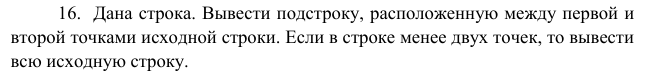 16. Дана строка. Вывести подстроку, расположенную между первой и
второй точками исходной строки. Если в строке менее двух точек, то вывести
всю исходную строку.